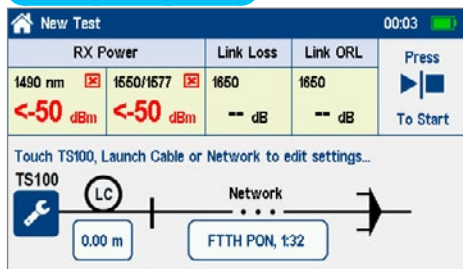 New Test 00:03
RX Power Link Loss Link ORL Press
1490 nm 1550/1577 1650 1650
<-50 dBm <-50 dBm -- dB -- dB To Start
Touch TS100, Launch Cable or Network to edit settings...
TS100
LC Network
0.00 m FTTH PON, 1:32